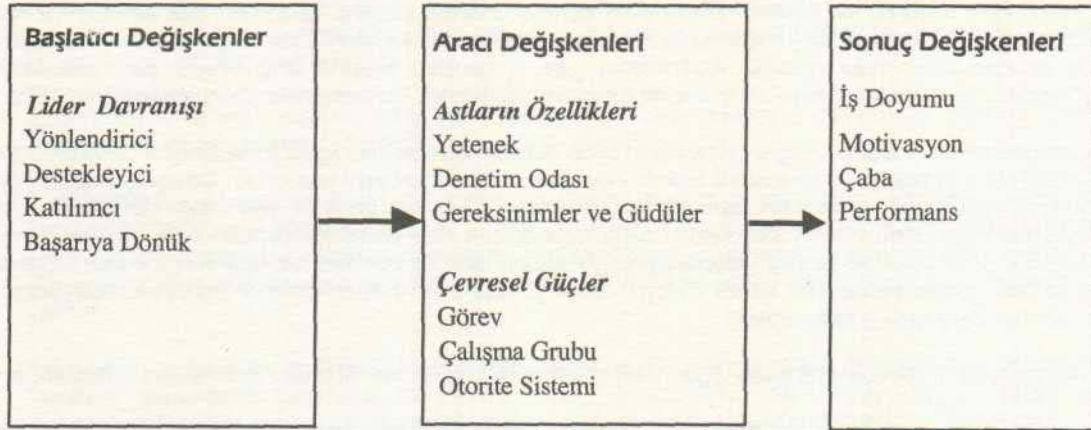 Başlatıcı Değişkenler
Lider Davranışı
Yönlendirici
Destekleyici
Katılımcı
Başarıya Dönük
Aracı Değişkenleri
Astların Özellikleri
Yetenek
Denetim Odası
Gereksinimler ve Güdüler
Çevresel Güçler
Görev
Çalışma Grubu
Otorite Sistemi
Sonuç Değişkenleri
İş Doyumu
Motivasyon
Çaba
Performans